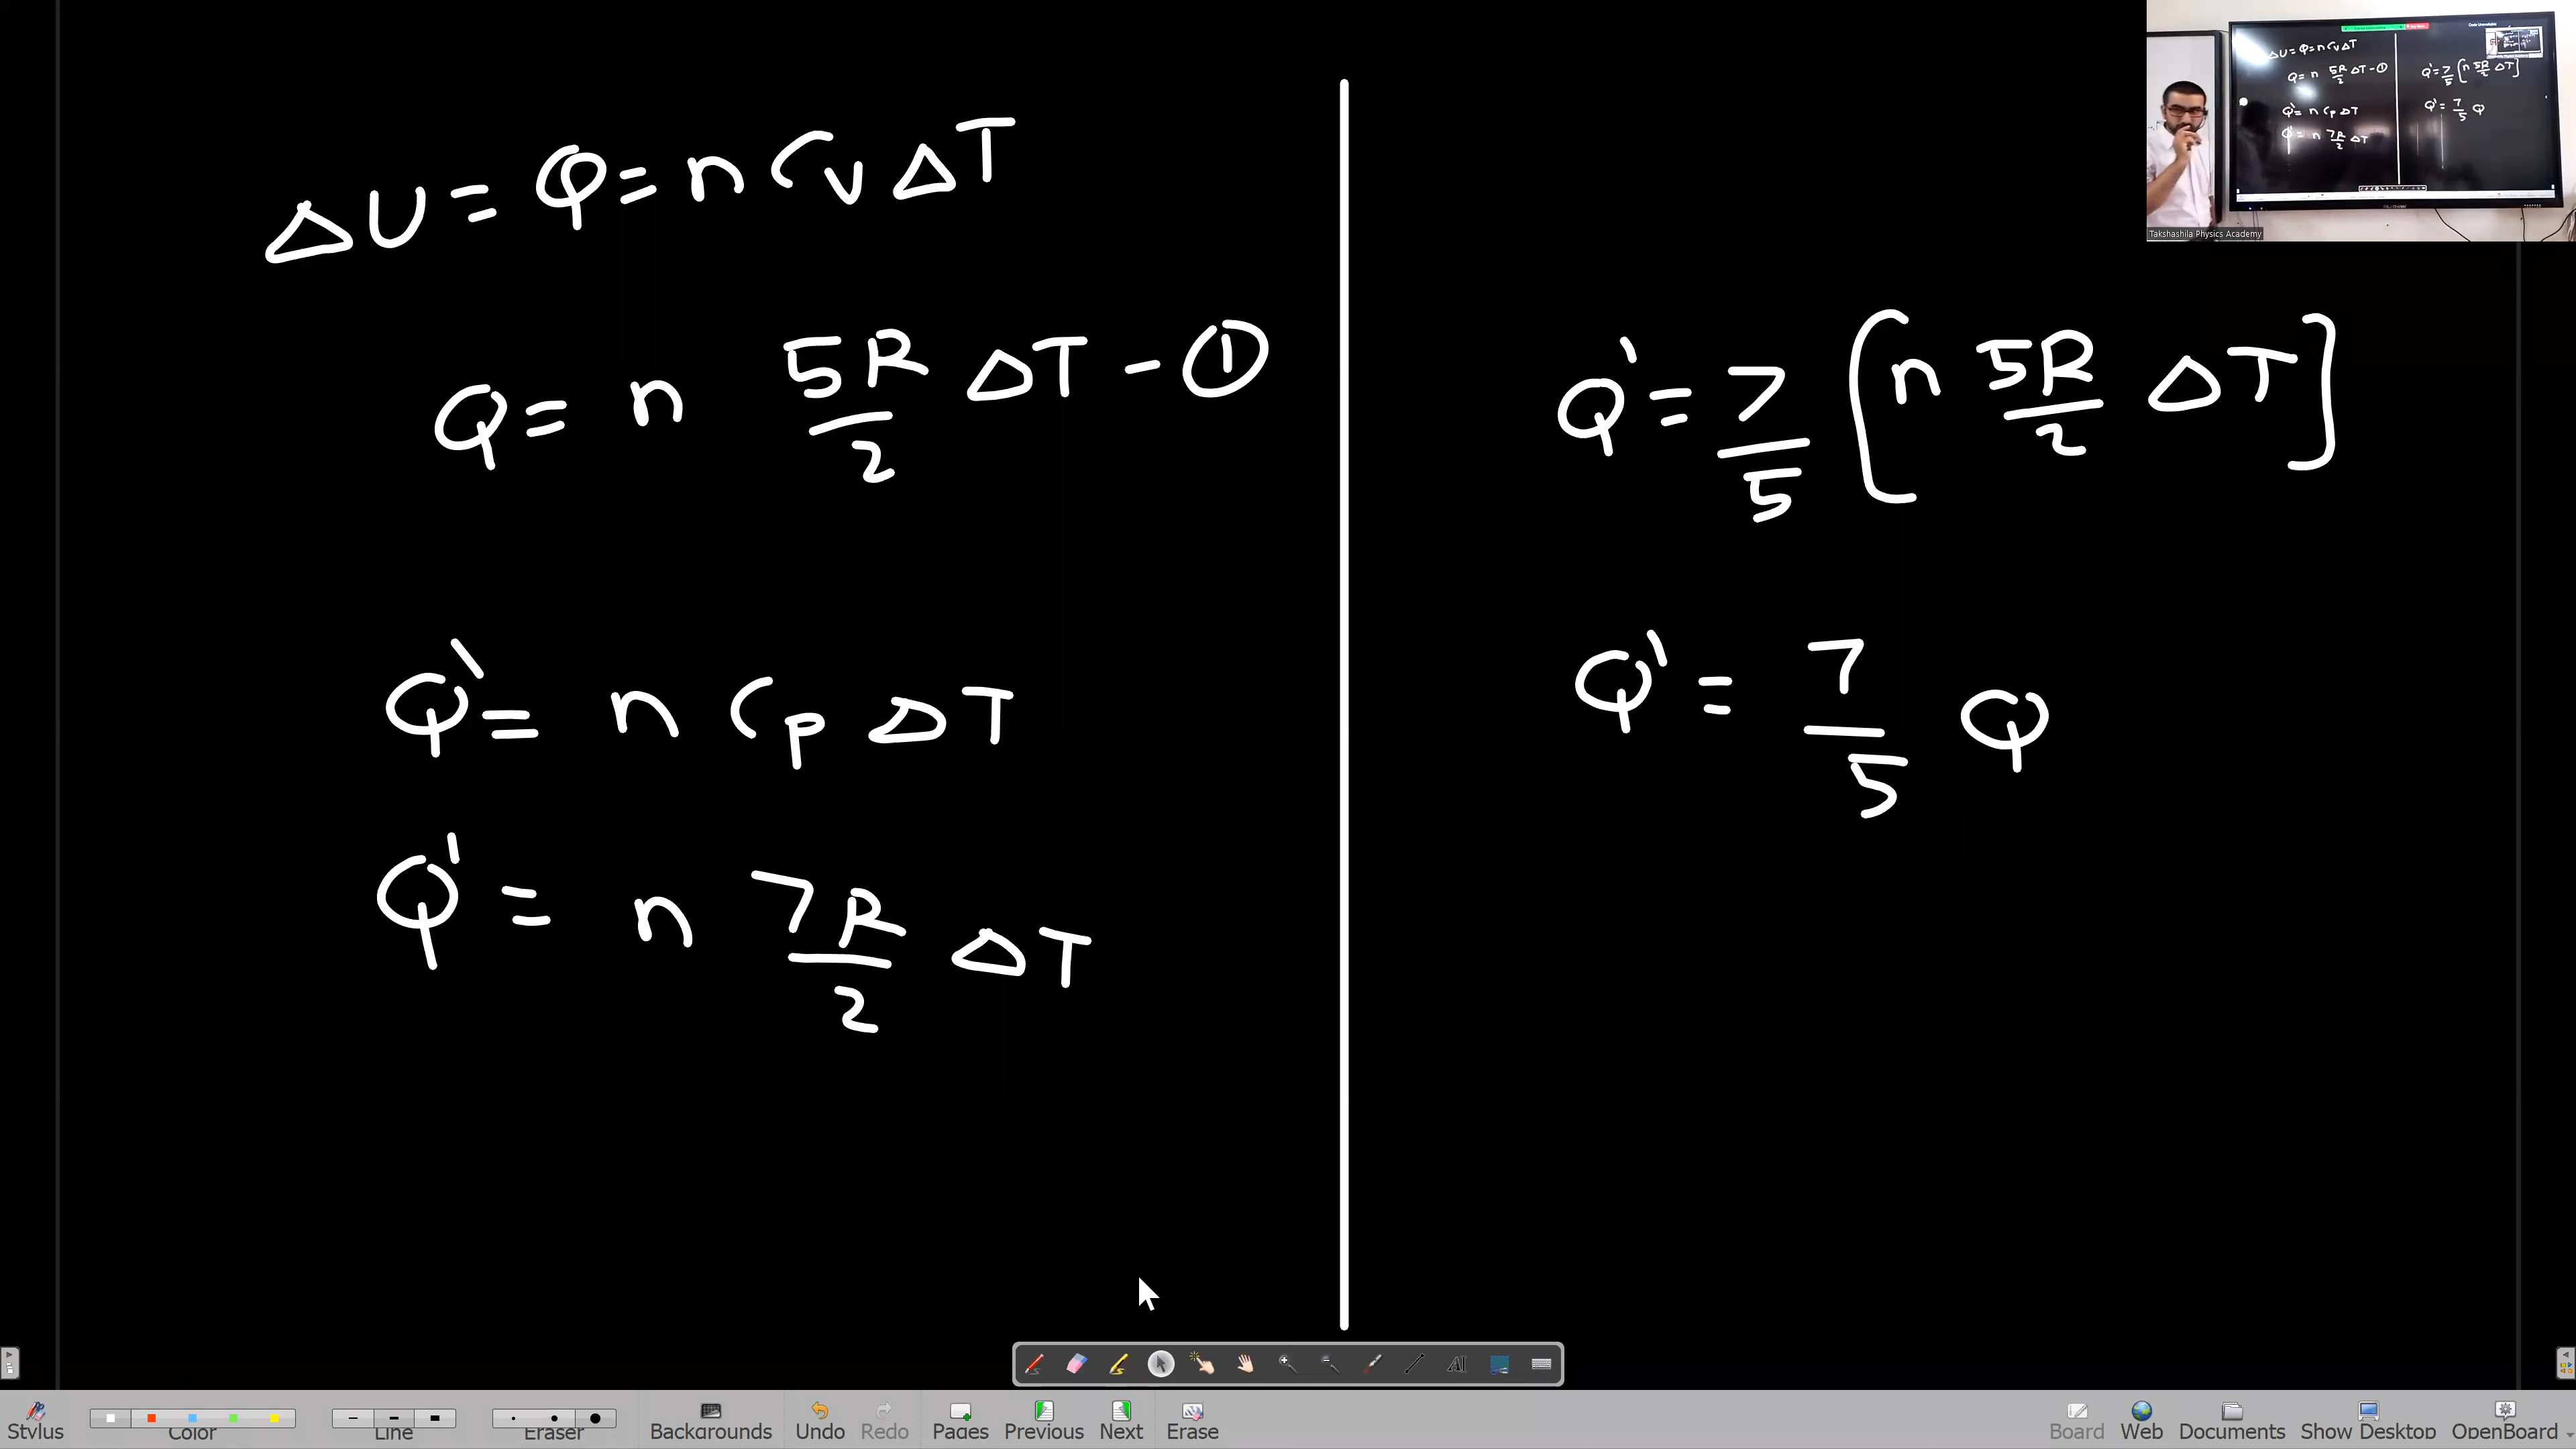 ΔU = Q = n Cv ΔT
Q = n 5R/2 ΔT - ①
Q' = n Cp ΔT
Q' = n 7R/2 ΔT
Q' = 7/5 [n 5R/2 ΔT]
Q' = 7/5 Q
Takshashila Physics Academy
Stylus
Color
Line
Eraser
Backgrounds
Undo
Redo
Pages
Previous
Next
Erase
Board
Web
Documents
Show Desktop
OpenBoard